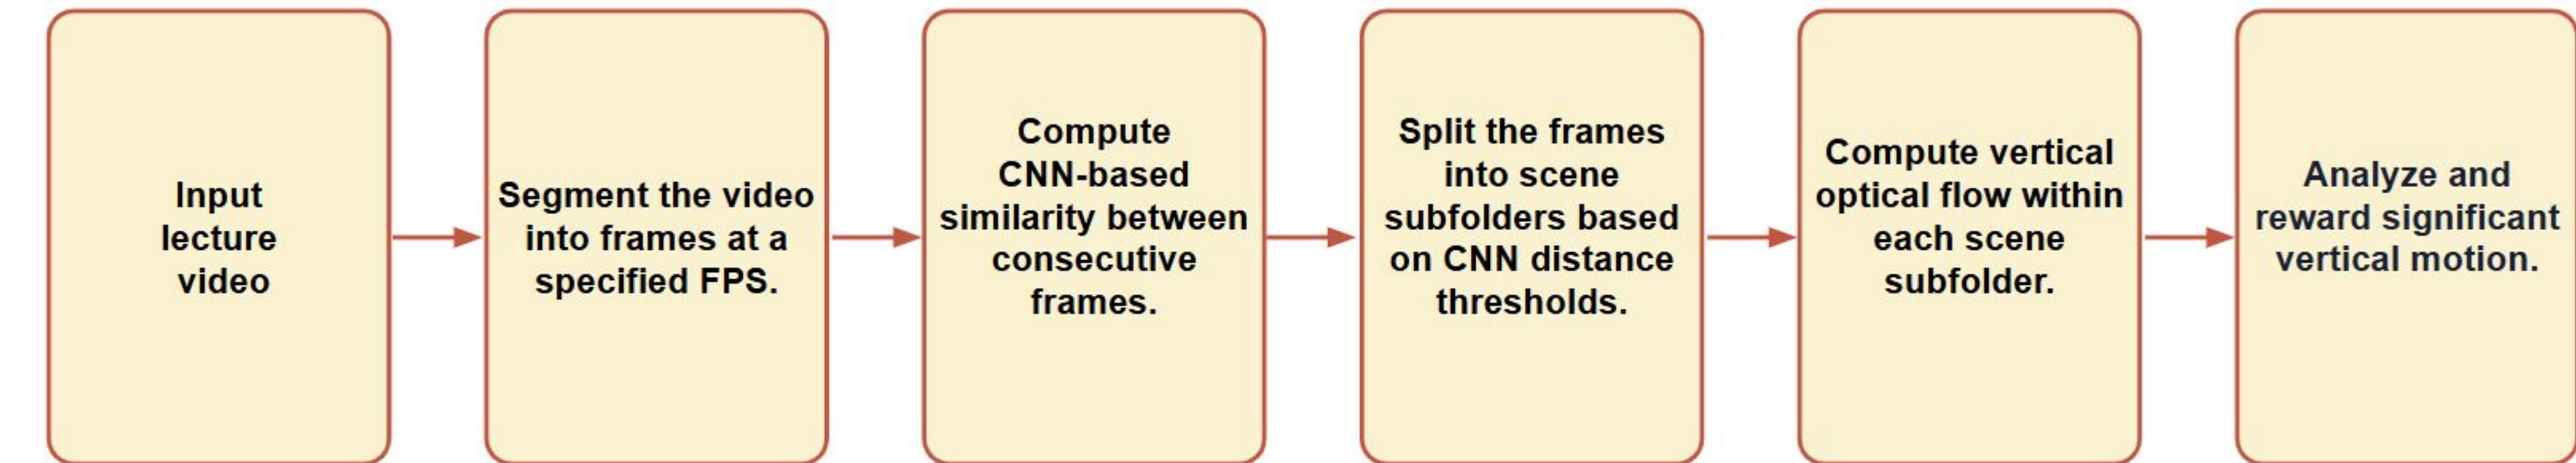 Input
lecture
video
Segment the video
into frames at a
specified FPS.
Compute
CNN-based
similarity between
consecutive
frames.
Split the frames
into scene
subfolders based
on CNN distance
thresholds.
Compute vertical
optical flow within
each scene
subfolder.
Analyze and
reward significant
vertical motion.